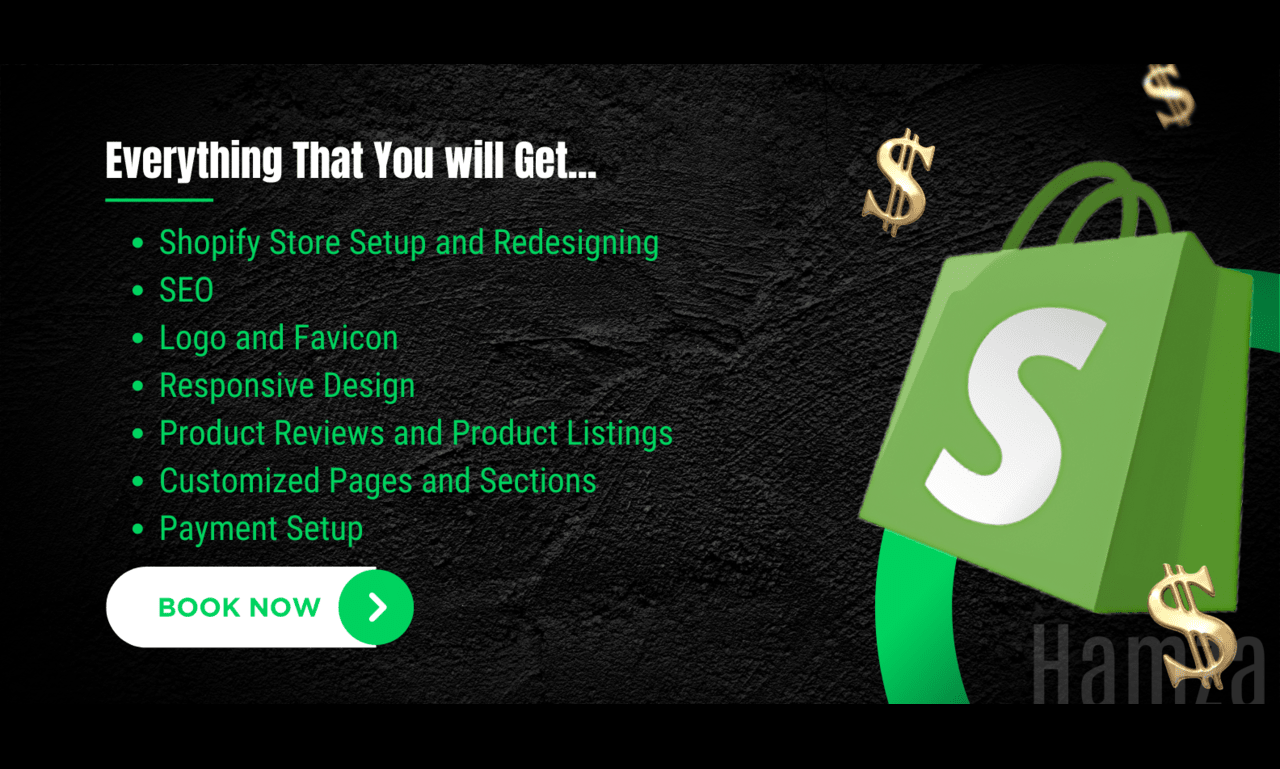 Everything That You will Get...
• Shopify Store Setup and Redesigning
• SEO
• Logo and Favicon
• Responsive Design
• Product Reviews and Product Listings
• Customized Pages and Sections
• Payment Setup
BOOK NOW
S
$
$
$
Hamza